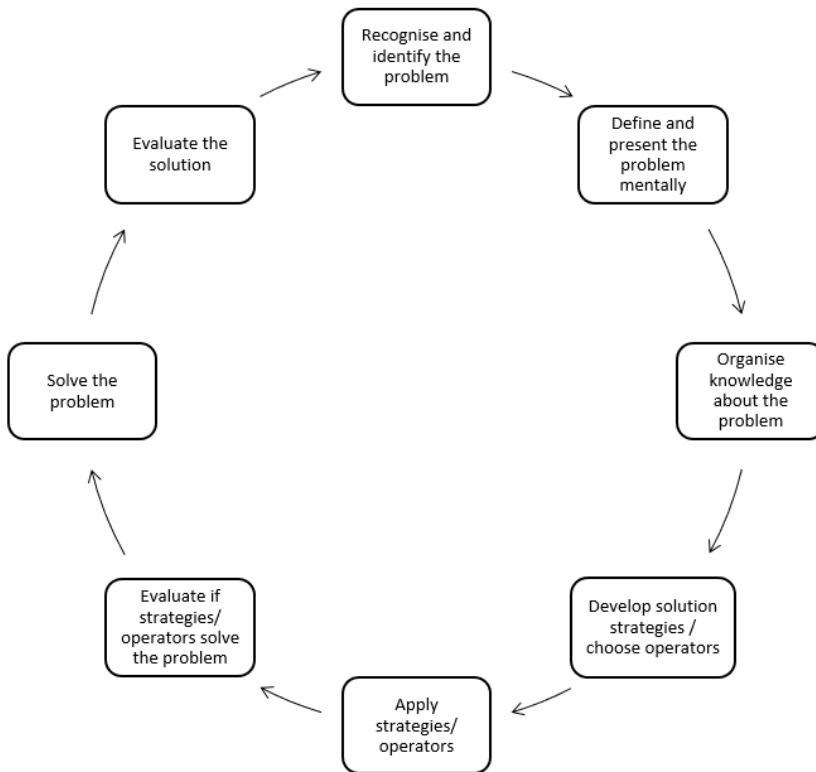 Recognise and
identify the
problem
Define and
present the
problem
mentally
Organise
knowledge
about the
problem
Develop solution
strategies /
choose operators
Apply
strategies/
operators
Evaluate if
strategies/
operators solve
the problem
Solve the
problem
Evaluate the
solution